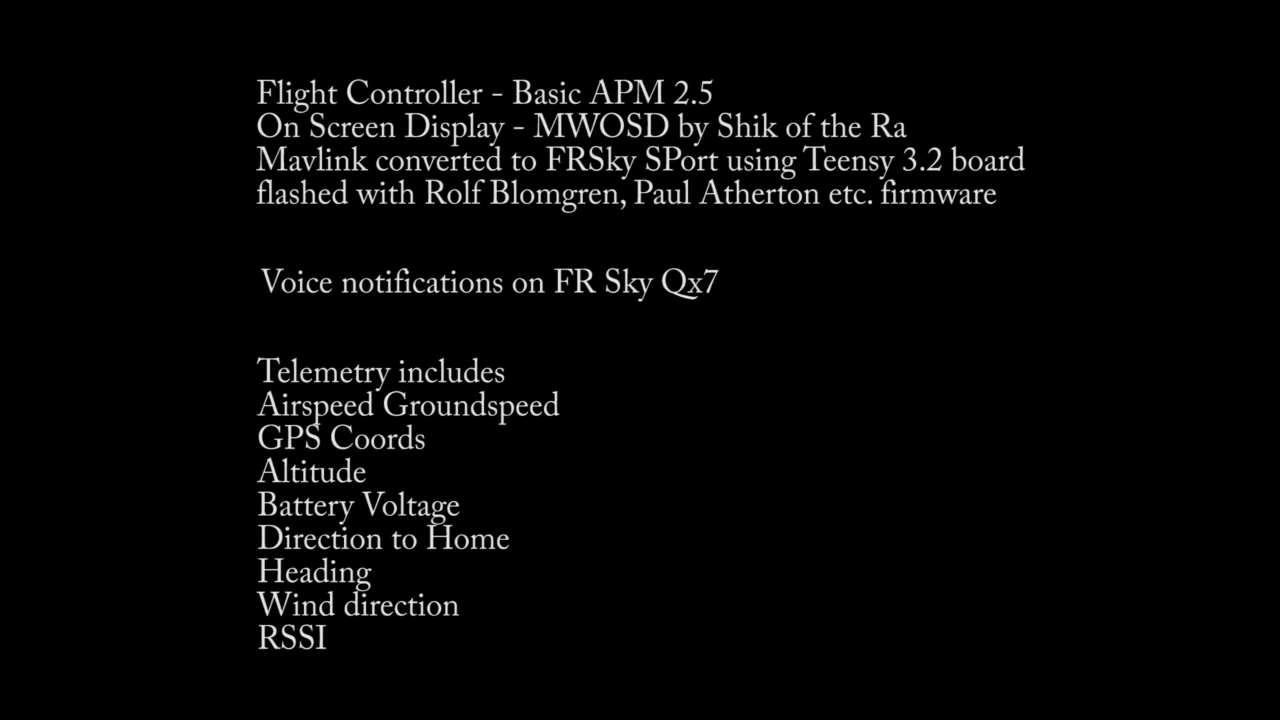 Flight Controller - Basic APM 2.5
On Screen Display - MWOSD by Shik of the Ra
Mavlink converted to FRSky SPort using Teensy 3.2 board
flashed with Rolf Blomgren, Paul Atherton etc. firmware
Voice notifications on FR Sky Qx7
Telemetry includes
Airspeed Groundspeed
GPS Coords
Altitude
Battery Voltage
Direction to Home
Heading
Wind direction
RSSI